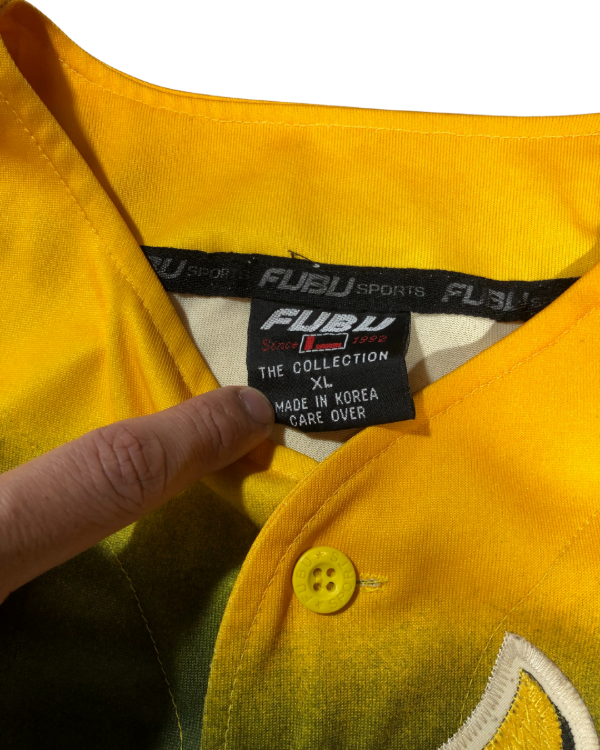 FUBU SPORTS FUBU SPORTS FUBU
FUBU
Since 1992
THE COLLECTION
XL
MADE IN KOREA
CARE OVER